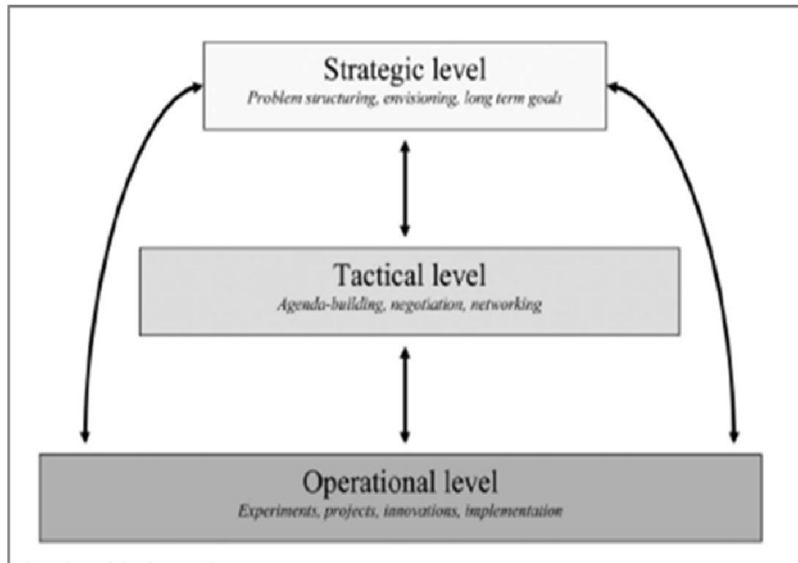 Strategic level
Problem structuring, envisioning, long term goals
Tactical level
Agenda-building, negotiation, networking
Operational level
Experiments, projects, innovations, implementation